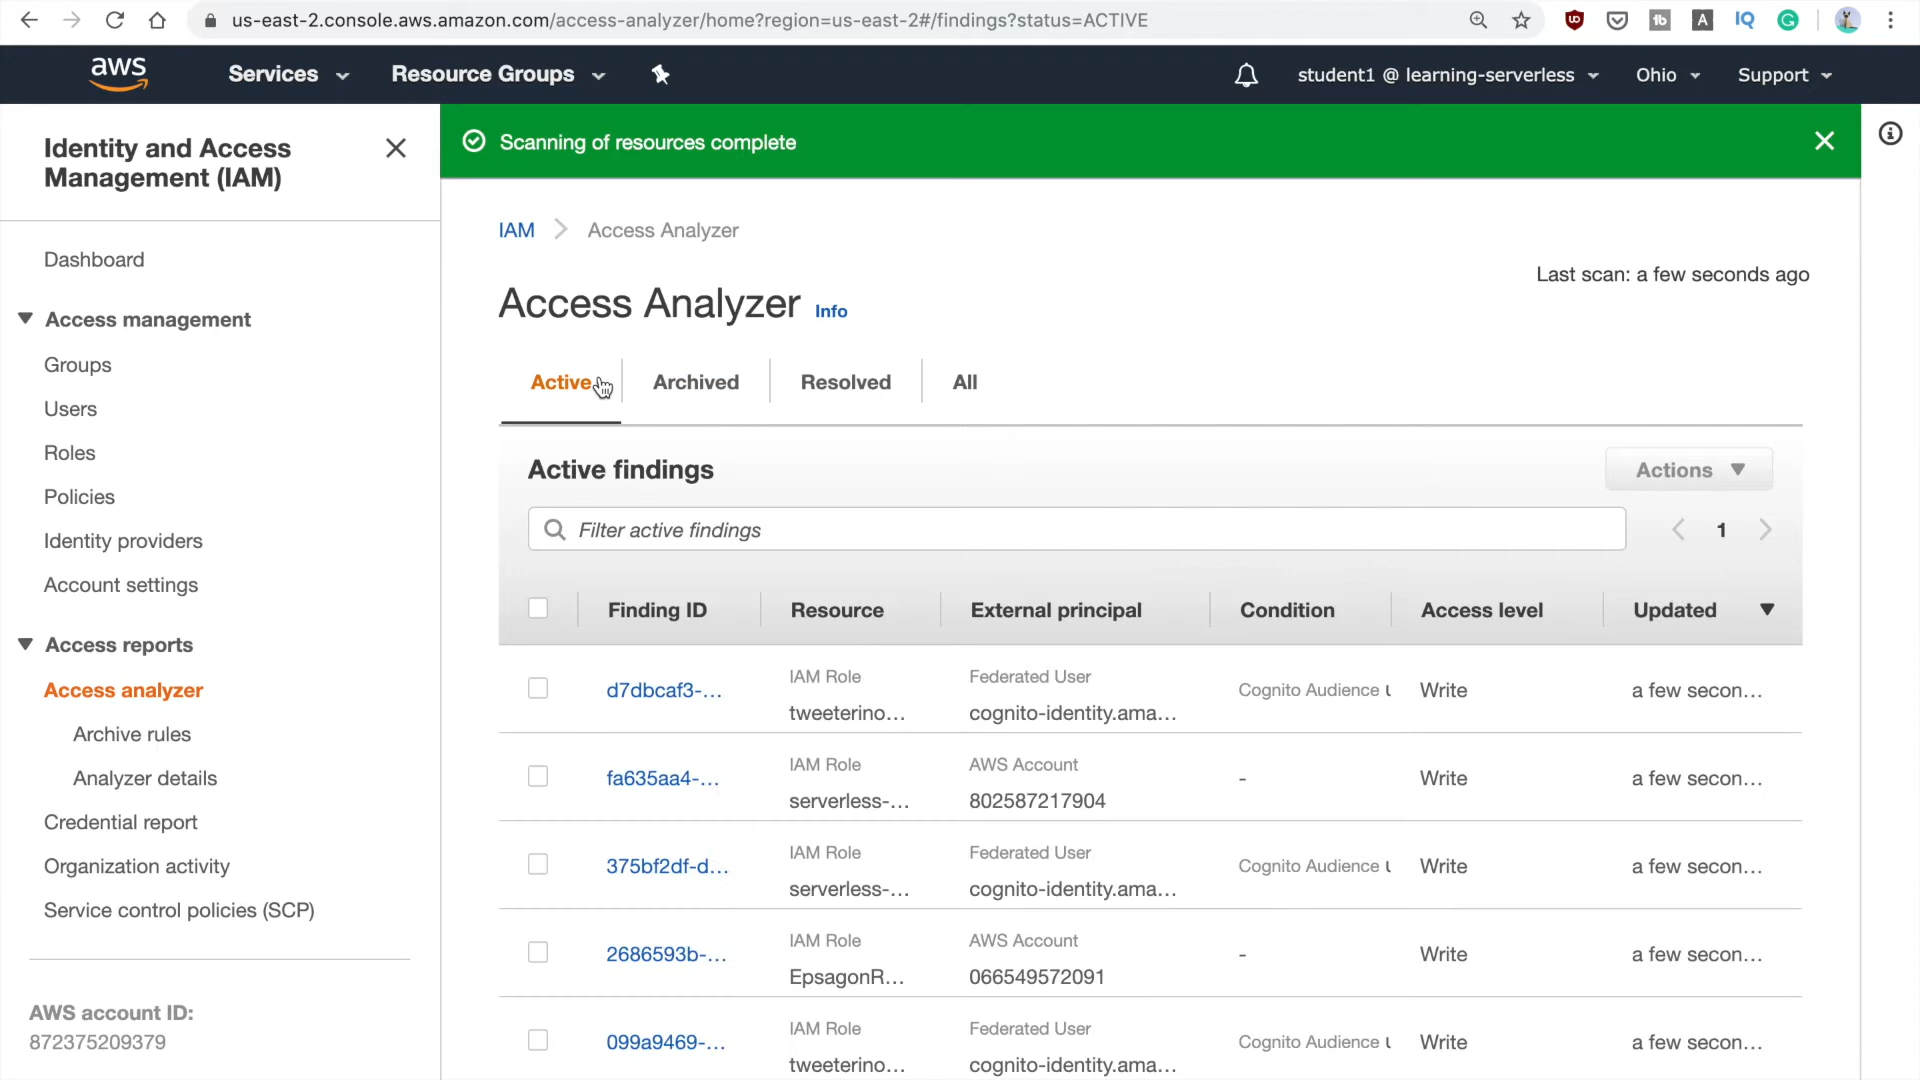 us-east-2.console.aws.amazon.com/access-analyzer/home?region=us-east-2#/findings?status=ACTIVE
aws Services Resource Groups student1 @ learning-serverless Ohio Support
Identity and Access
Management (IAM)
Dashboard
Access management
Groups
Users
Roles
Policies
Identity providers
Account settings
Access reports
Access analyzer
Archive rules
Analyzer details
Credential report
Organization activity
Service control policies (SCP)
AWS account ID:
872375209379
Scanning of resources complete
IAM > Access Analyzer
Last scan: a few seconds ago
Access Analyzer Info
Active Archived Resolved All
Active findings
Actions
Filter active findings
1
Finding ID Resource External principal Condition Access level Updated
IAM Role Federated User
d7dbcaf3-... Cognito Audience Write a few secon...
tweeterino... cognito-identity.ama...
IAM Role AWS Account
fa635aa4-... - Write a few secon...
serverless-... 802587217904
IAM Role Federated User
375bf2df-d... Cognito Audience Write a few secon...
serverless-... cognito-identity.ama...
IAM Role AWS Account
2686593b-... - Write a few secon...
EpsagonR... 066549572091
IAM Role Federated User
099a9469-... Cognito Audience Write a few secon...
tweeterino... cognito-identity.ama...